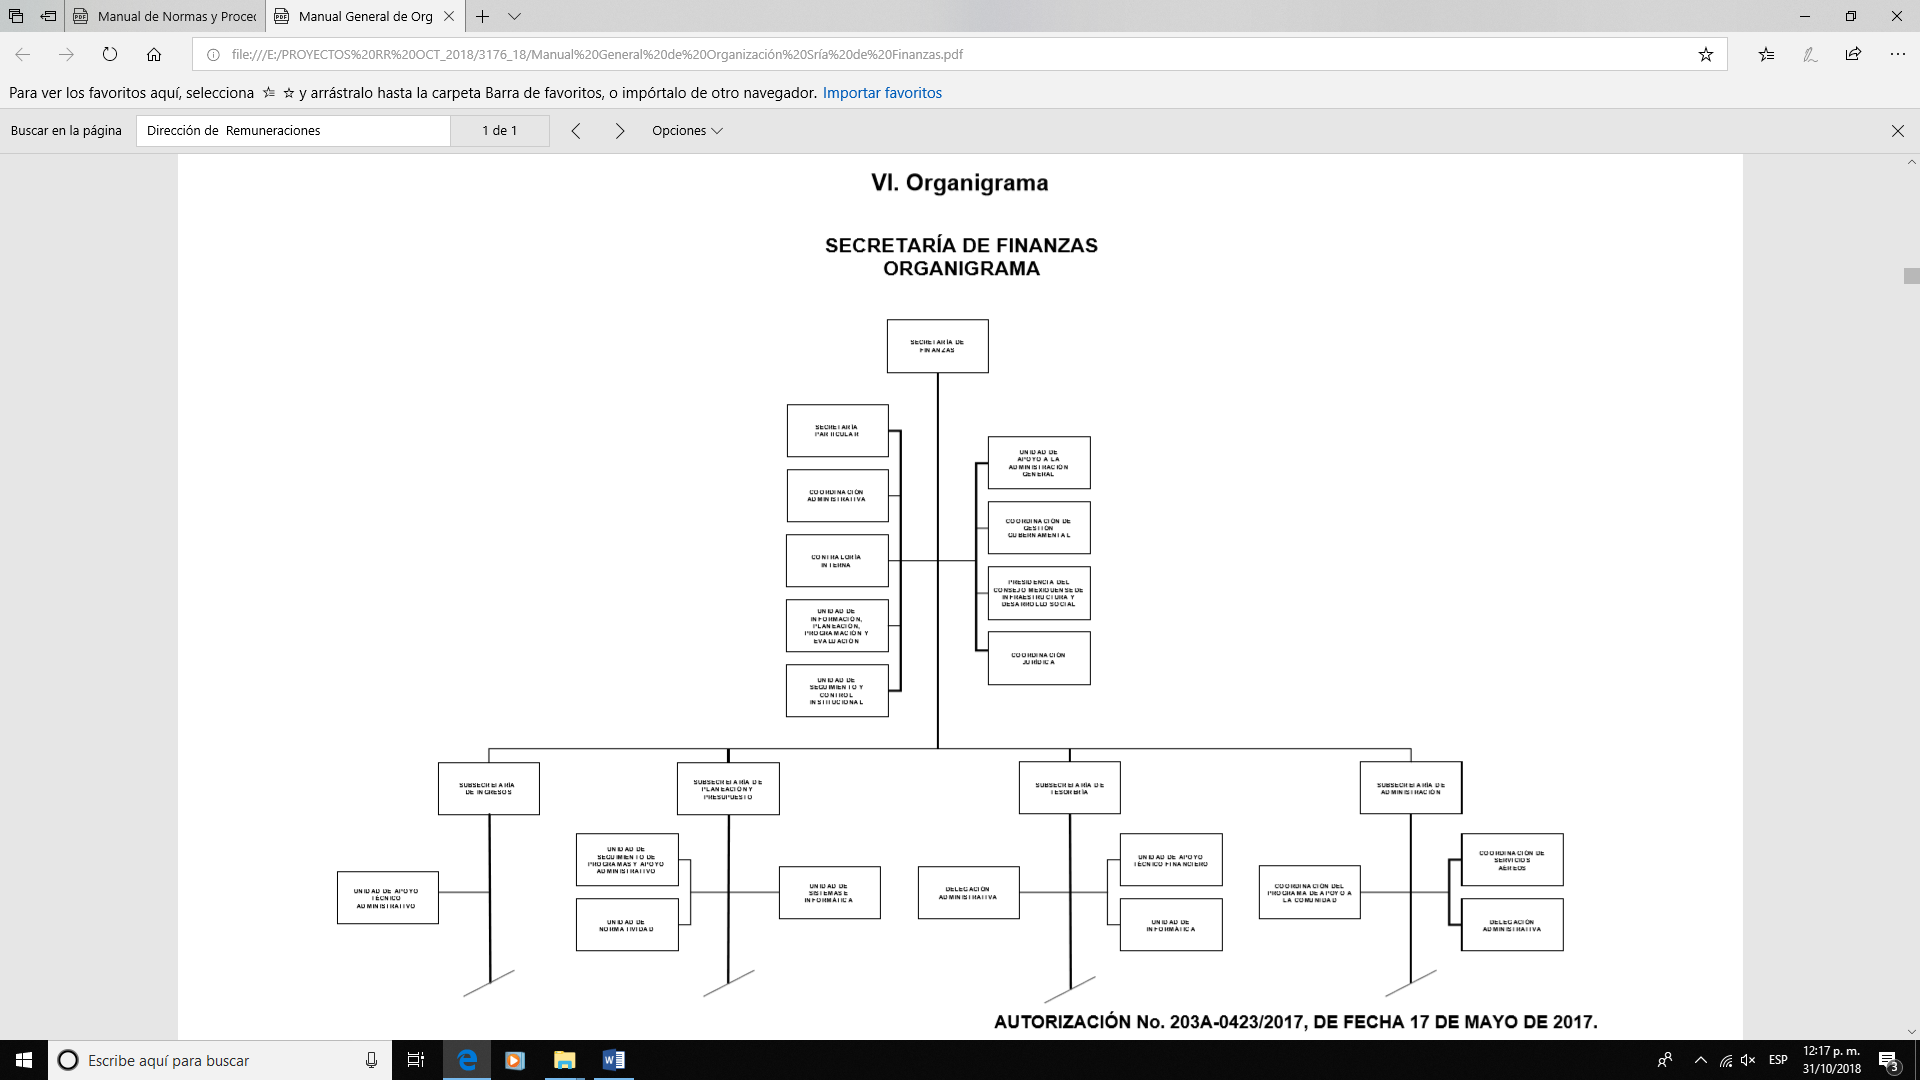 Manual de Normas y Proced
Manual General de Org
file:///E:/PROYECTOS%20RR%20OCT_2018/3176_18/Manual%20General%20de%20Organización%20Sría%20de%20Finanzas.pdf
Para ver los favoritos aquí, selecciona y arrástralo hasta la carpeta Barra de favoritos, o impórtalo de otro navegador. Importar favoritos
Buscar en la página
Dirección de  Remuneraciones
1 de 1
Opciones
VI. Organigrama
SECRETARÍA DE FINANZAS
ORGANIGRAMA
SECRETARÍA DE
FINANZAS
SECRETARÍA
PARTICULAR
COORDINACIÓN
ADMINISTRATIVA
CONTRALORÍA
INTERNA
UNIDAD DE
INFORMACIÓN,
PLANEACIÓN,
PROGRAMACIÓN Y
EVALUACIÓN
UNIDAD DE
SEGUIMIENTO Y
CONTROL
INSTITUCIONAL
UNIDAD DE
APOYO A LA
ADMINISTRACIÓN
GENERAL
COORDINACIÓN DE
GESTIÓN
GUBERNAMENTAL
PRESIDENCIA DEL
CONSEJO MEXIQUENSE DE
INFRAESTRUCTURA Y
DESARROLLO SOCIAL
COORDINACIÓN
JURÍDICA
SUBSECRETARÍA
DE INGRESOS
SUBSECRETARÍA DE
PLANEACIÓN Y
PRESUPUESTO
SUBSECRETARÍA DE
TESORERÍA
SUBSECRETARÍA DE
ADMINISTRACIÓN
UNIDAD DE APOYO
TÉCNICO
ADMINISTRATIVO
UNIDAD DE
SEGUIMIENTO DE
PROGRAMAS Y APOYO
ADMINISTRATIVO
UNIDAD DE
NORMATIVIDAD
UNIDAD DE
SISTEMAS E
INFORMÁTICA
DELEGACIÓN
ADMINISTRATIVA
UNIDAD DE APOYO
TÉCNICO FINANCIERO
UNIDAD DE
INFORMÁTICA
COORDINACIÓN DEL
PROGRAMA DE APOYO A
LA COMUNIDAD
COORDINACIÓN DE
SERVICIOS
AÉREOS
DELEGACIÓN
ADMINISTRATIVA
AUTORIZACIÓN No. 203A-0423/2017, DE FECHA 17 DE MAYO DE 2017.
Escribe aquí para buscar
ESP
12:17 p. m.
31/10/2018
3